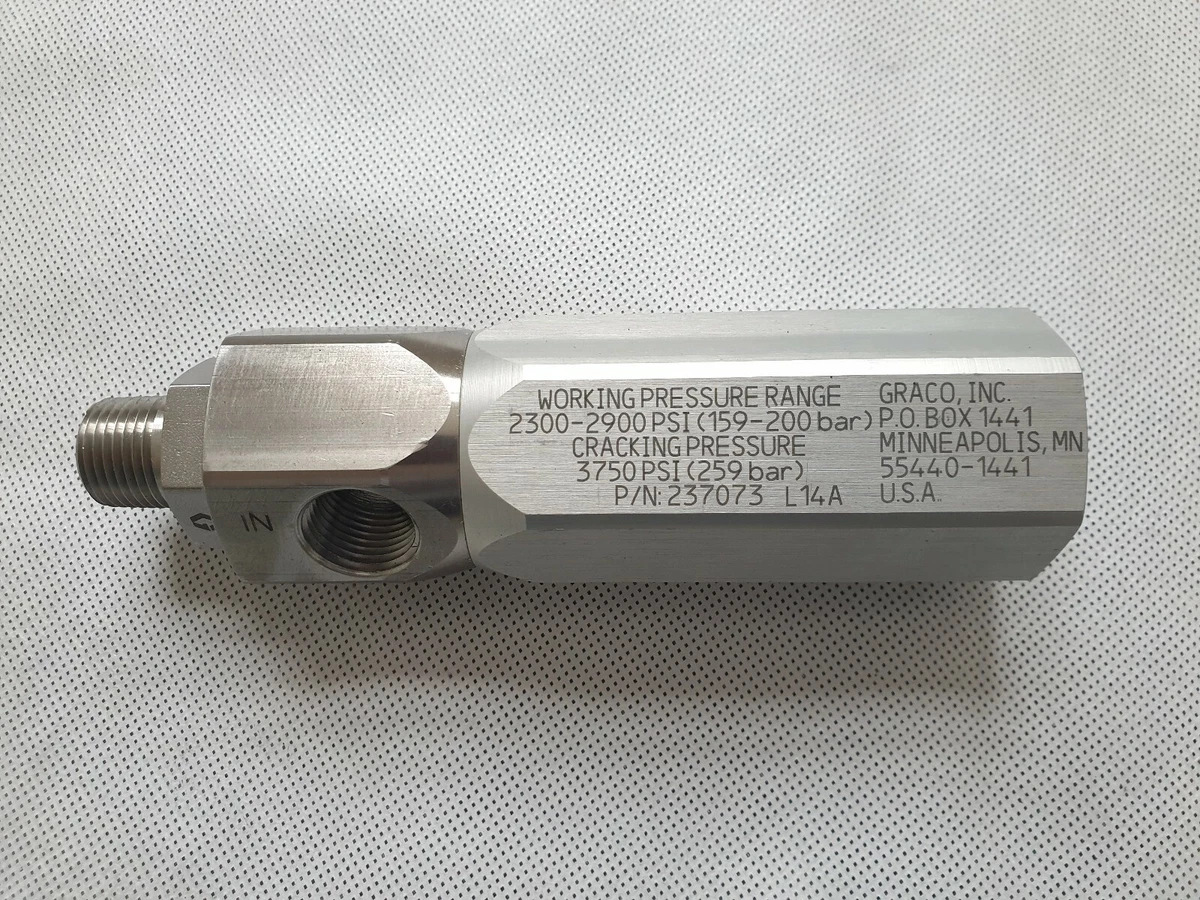 WORKING PRESSURE RANGE
2300-2900 PSI (159-200 bar)
CRACKING PRESSURE
3750 PSI (259 bar)
P/N: 237073 L14A
GRACO, INC.
P.O. BOX 1441
MINNEAPOLIS, MN
55440-1441
U.S.A.
IN